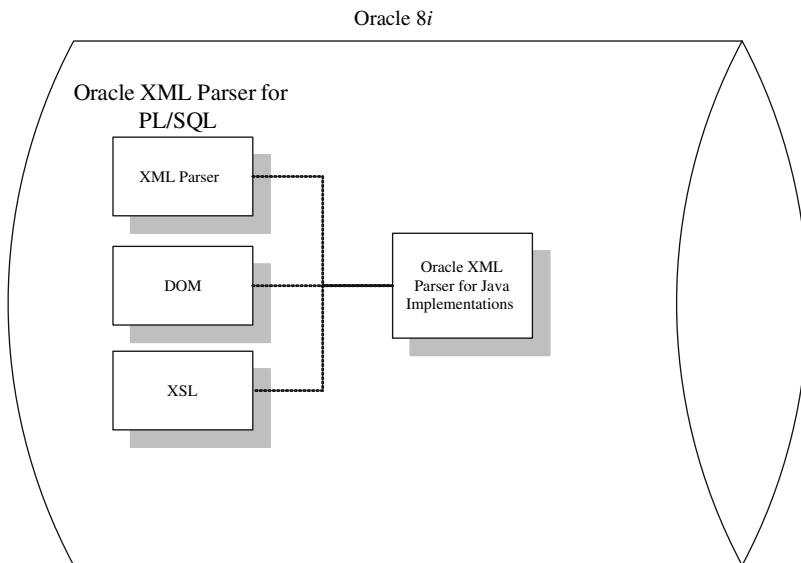 Oracle 8i
Oracle XML Parser for
PL/SQL
XML Parser
DOM
XSL
Oracle XML
Parser for Java
Implementations